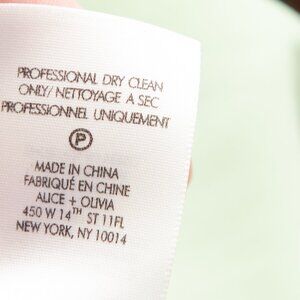 PROFESSIONAL DRY CLEAN
ONLY/ NETTOYAGE A SEC
PROFESSIONNEL UNIQUEMENT
P
MADE IN CHINA
FABRIQUÉ EN CHINE
ALICE + OLIVIA
450 W 14TH ST 11FL
NEW YORK, NY 10014